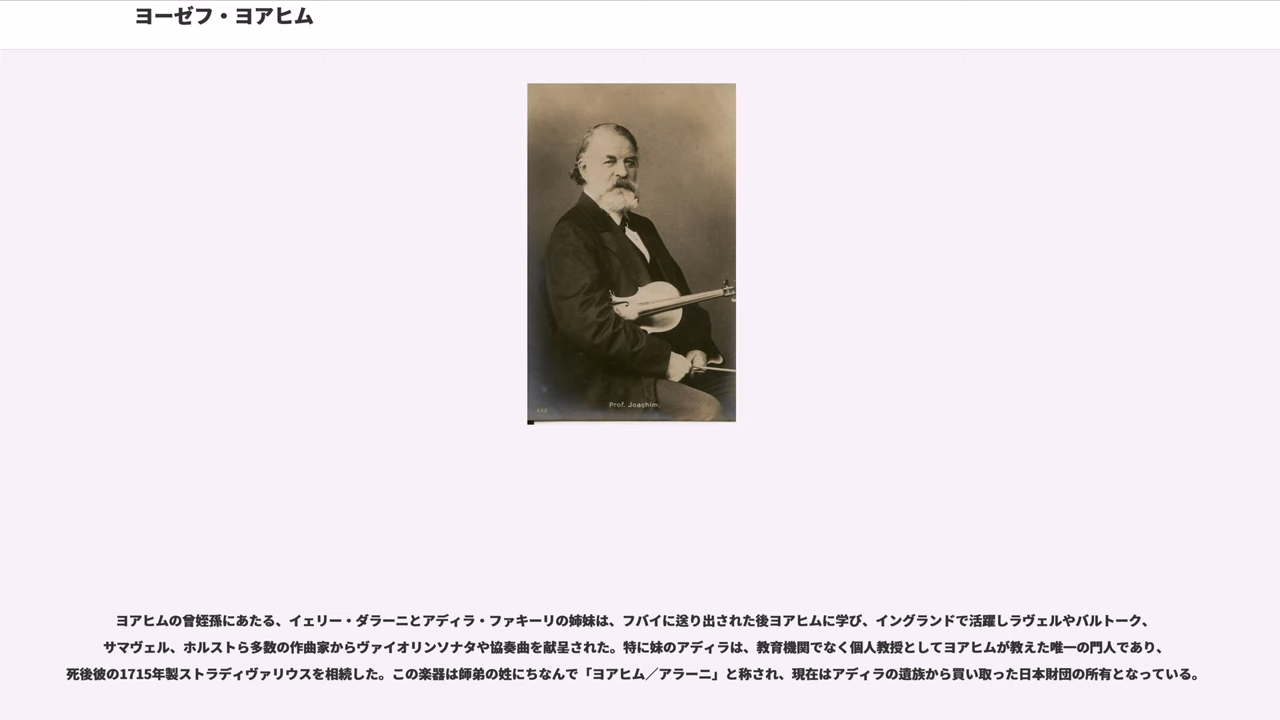 ヨーゼフ・ヨアヒム
Prof. Joachim.
ヨアヒムの曾姪孫にあたる、イェリー・ダラーニとアディラ・ファキーリの姉妹は、フバイに送り出された後ヨアヒムに学び、イングランドで活躍しラヴェルやバルトーク、
サマヴェル、ホルストら多数の作曲家からヴァイオリンソナタや協奏曲を献呈された。特に妹のアディラは、教育機関でなく個人教授としてヨアヒムが教えた唯一の門人であり、
死後彼の1715年製ストラディヴァリウスを相続した。この楽器は師弟の姓にちなんで「ヨアヒム／アラーニ」と称され、現在はアディラの遺族から買い取った日本財団の所有となっている。